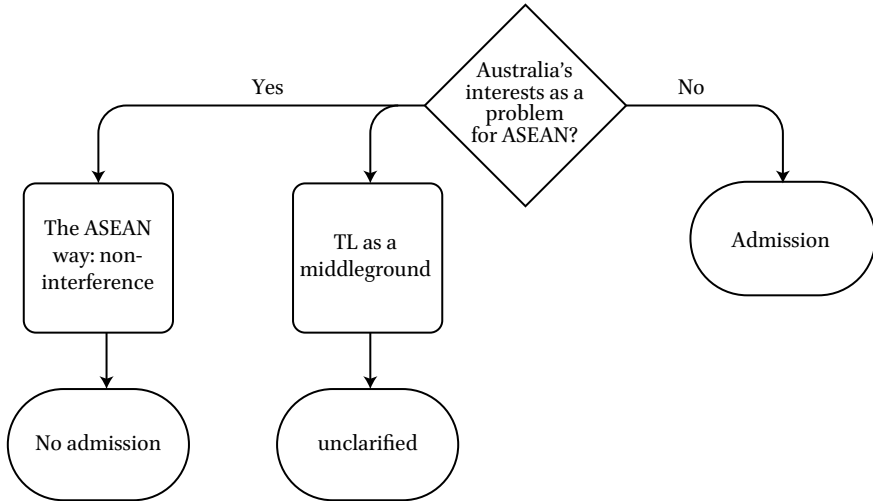 Australia’s
interests as a
problem
for ASEAN?
Yes
No
The ASEAN
way: non-
interference
TL as a
middleground
Admission
No admission
unclarified